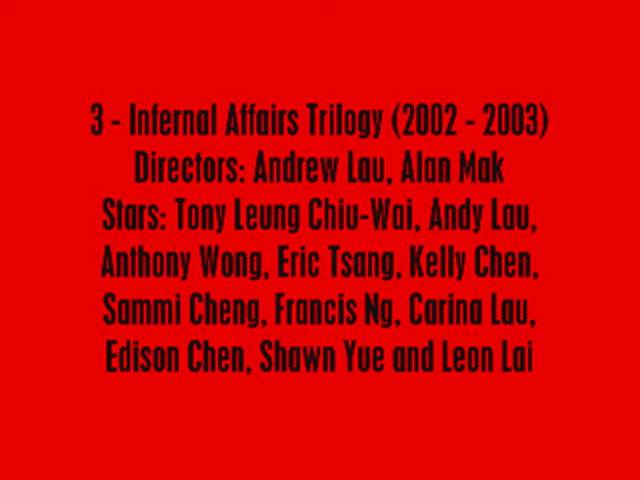 3 - Infernal Affairs Trilogy (2002 - 2003)
Directors: Andrew Lau, Alan Mak
Stars: Tony Leung Chiu-Wai, Andy Lau,
Anthony Wong, Eric Tsang, Kelly Chen,
Sammi Cheng, Francis Ng, Carina Lau,
Edison Chen, Shawn Yue and Leon Lai